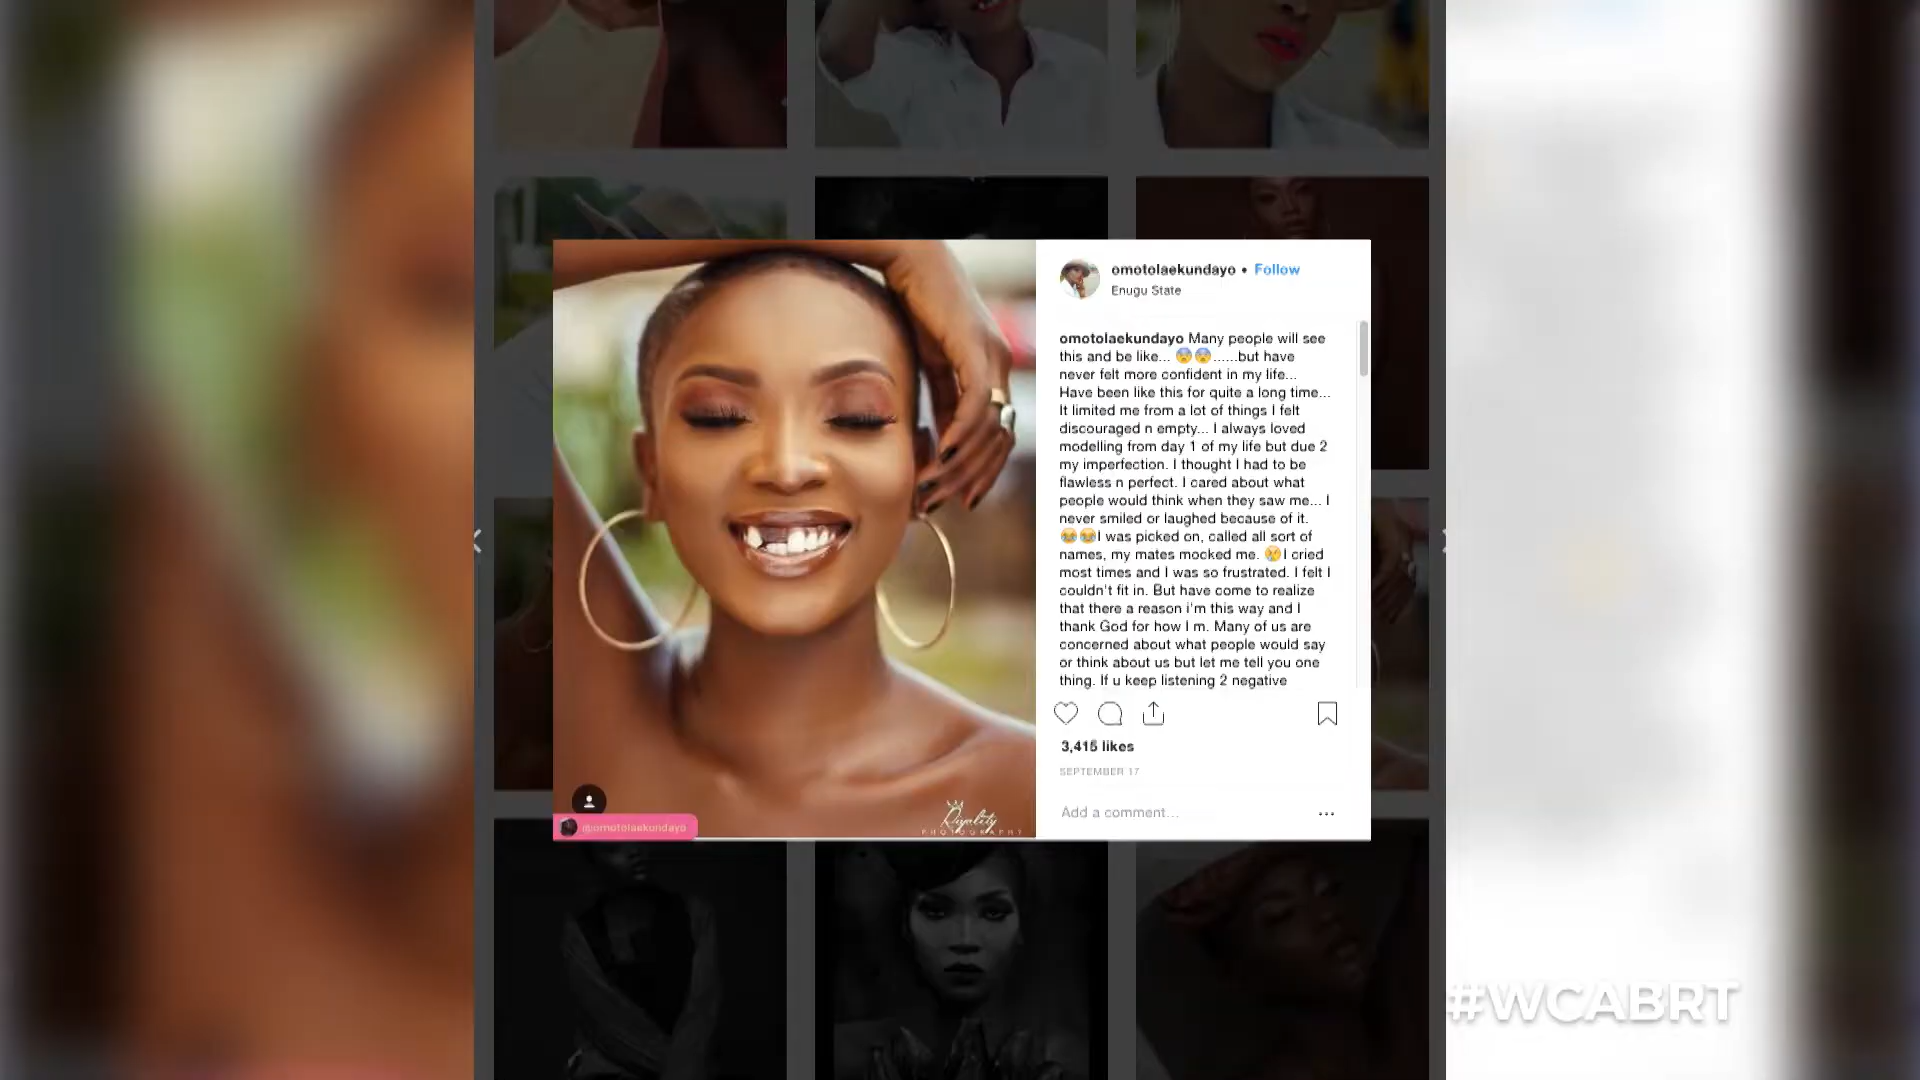 omotolaekundayo • Follow
Enugu State
omotolaekundayo Many people will see
this and be like... 😨😨......but have
never felt more confident in my life...
Have been like this for quite a long time...
It limited me from a lot of things I felt
discouraged n empty... I always loved
modelling from day 1 of my life but due 2
my imperfection. I thought I had to be
flawless n perfect. I cared about what
people would think when they saw me... I
never smiled or laughed because of it.
😭😭I was picked on, called all sort of
names, my mates mocked me. 😢I cried
most times and I was so frustrated. I felt I
couldn't fit in. But have come to realize
that there a reason i'm this way and I
thank God for how I m. Many of us are
concerned about what people would say
or think about us but let me tell you one
thing. If u keep listening 2 negative
3,415 likes
SEPTEMBER 17
Add a comment...
@omotolaekundayo
Riyality
PHOTOGRAPHY
#WCABRT